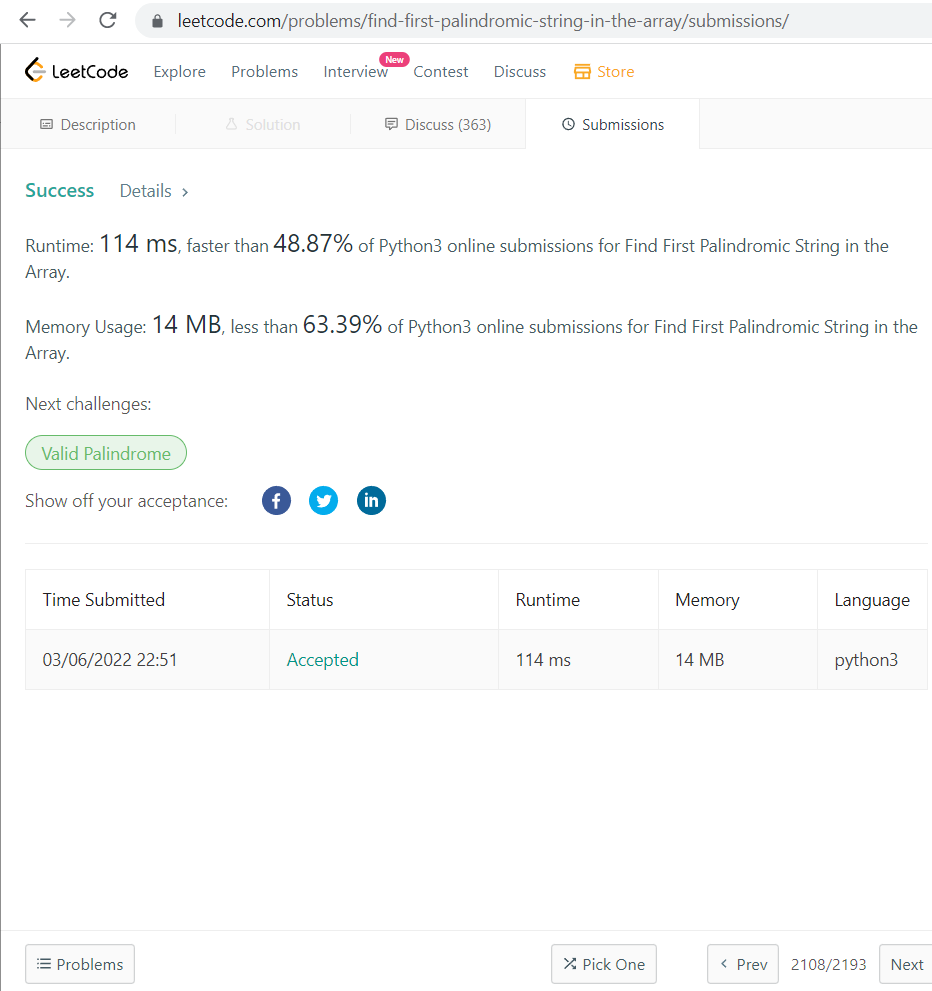 leetcode.com/problems/find-first-palindromic-string-in-the-array/submissions/
LeetCode Explore Problems Interview New Contest Discuss Store
Description Solution Discuss (363) Submissions
Success Details >
Runtime: 114 ms, faster than 48.87% of Python3 online submissions for Find First Palindromic String in the
Array.
Memory Usage: 14 MB, less than 63.39% of Python3 online submissions for Find First Palindromic String in the
Array.
Next challenges:
Valid Palindrome
Show off your acceptance:
Time Submitted Status Runtime Memory Language
03/06/2022 22:51 Accepted 114 ms 14 MB python3
Problems Pick One < Prev 2108/2193 Next